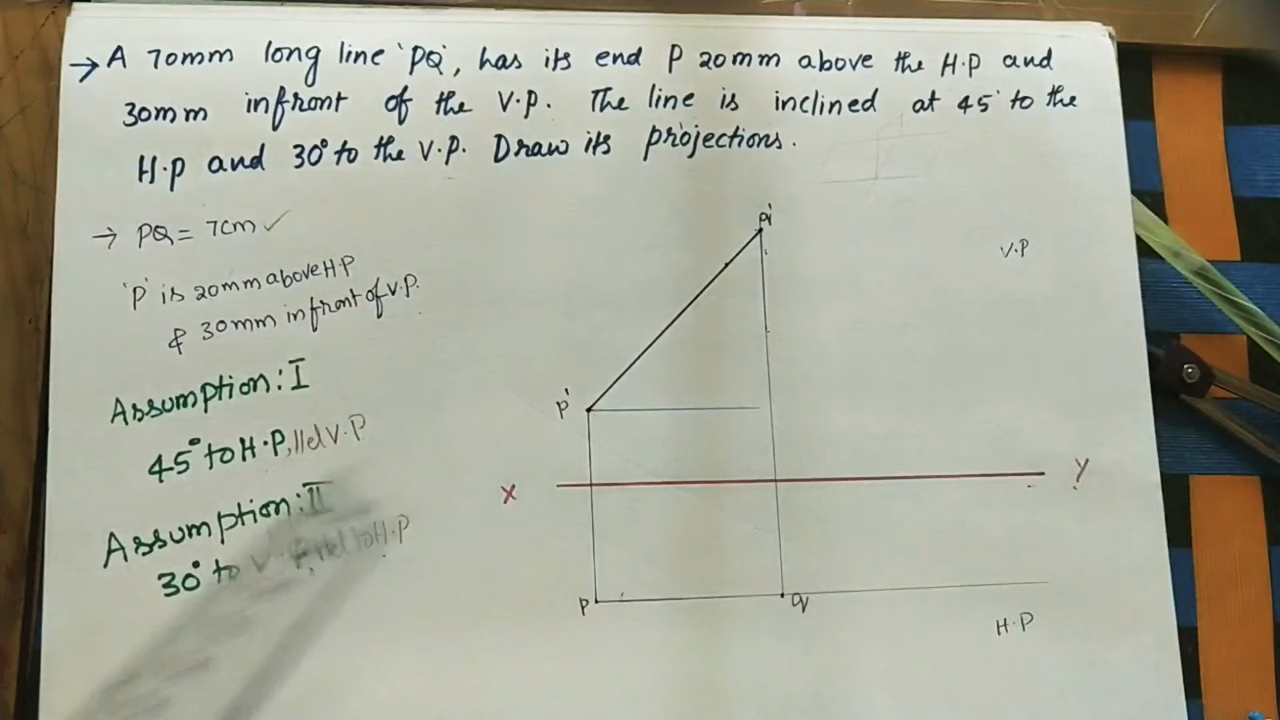 → A 70mm long line 'PQ', has its end P 20mm above the H.P and
30mm infront of the V.P. The line is inclined at 45° to the
H.P and 30° to the V.P. Draw its projections.
→ PQ = 7cm ✓
'P' is 20mm above H.P
& 30mm infront of V.P.
Assumption: I
45° to H.P, llel V.P
Assumption: II
30° to V to H.P
p'
V.P
p'
X
Y
p
q
H.P